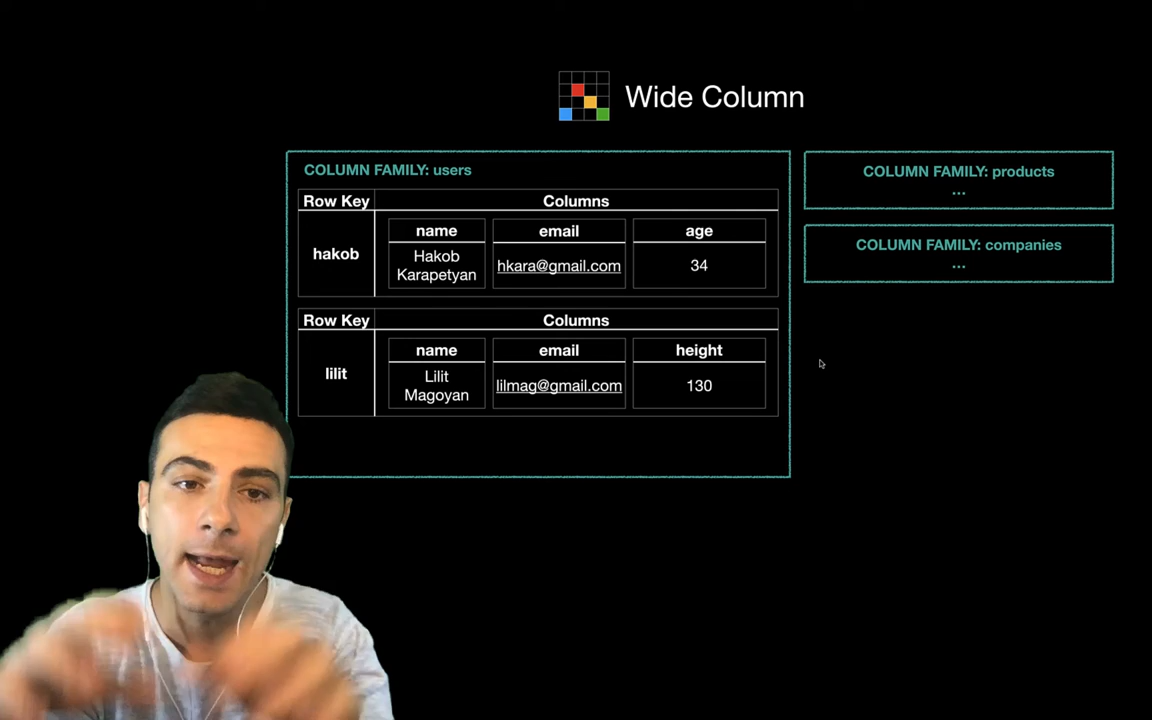 Wide Column
COLUMN FAMILY: users
Row Key
Columns
hakob
name
email
age
Hakob
Karapetyan
hkara@gmail.com
34
Row Key
Columns
lilit
name
email
height
Lilit
Magoyan
lilmag@gmail.com
130
COLUMN FAMILY: products
...
COLUMN FAMILY: companies
...